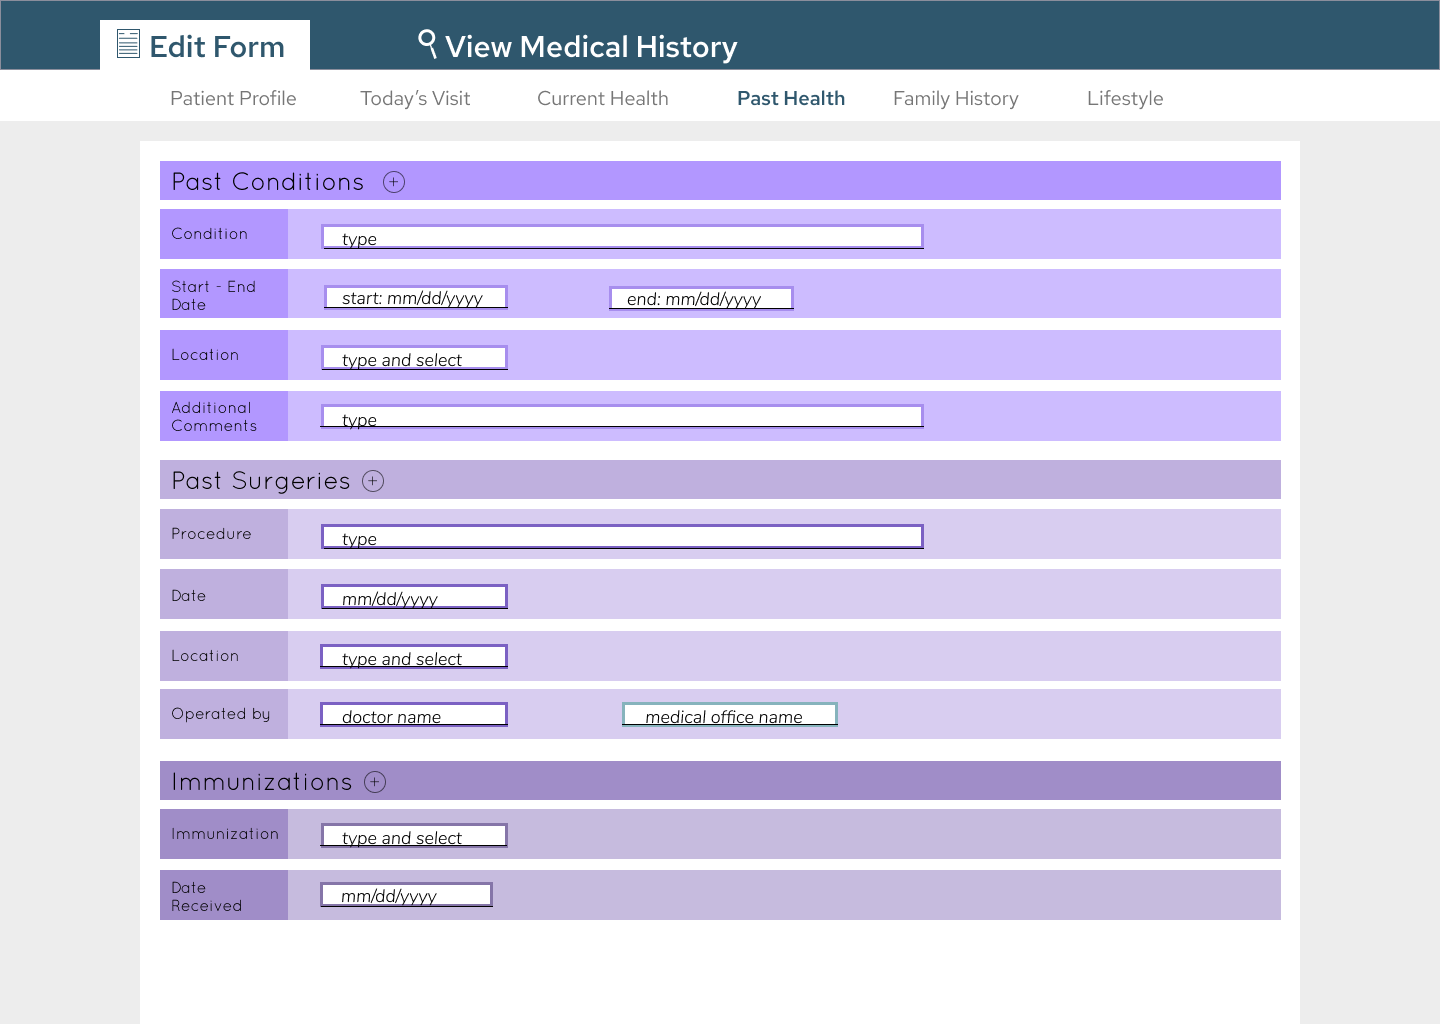 Edit Form
View Medical History
Patient Profile
Today's Visit
Current Health
Past Health
Family History
Lifestyle
Past Conditions
Condition
type
Start - End
Date
start: mm/dd/yyyy
end: mm/dd/yyyy
Location
type and select
Additional
Comments
type
Past Surgeries
Procedure
type
Date
mm/dd/yyyy
Location
type and select
Operated by
doctor name
medical office name
Immunizations
Immunization
type and select
Date
Received
mm/dd/yyyy